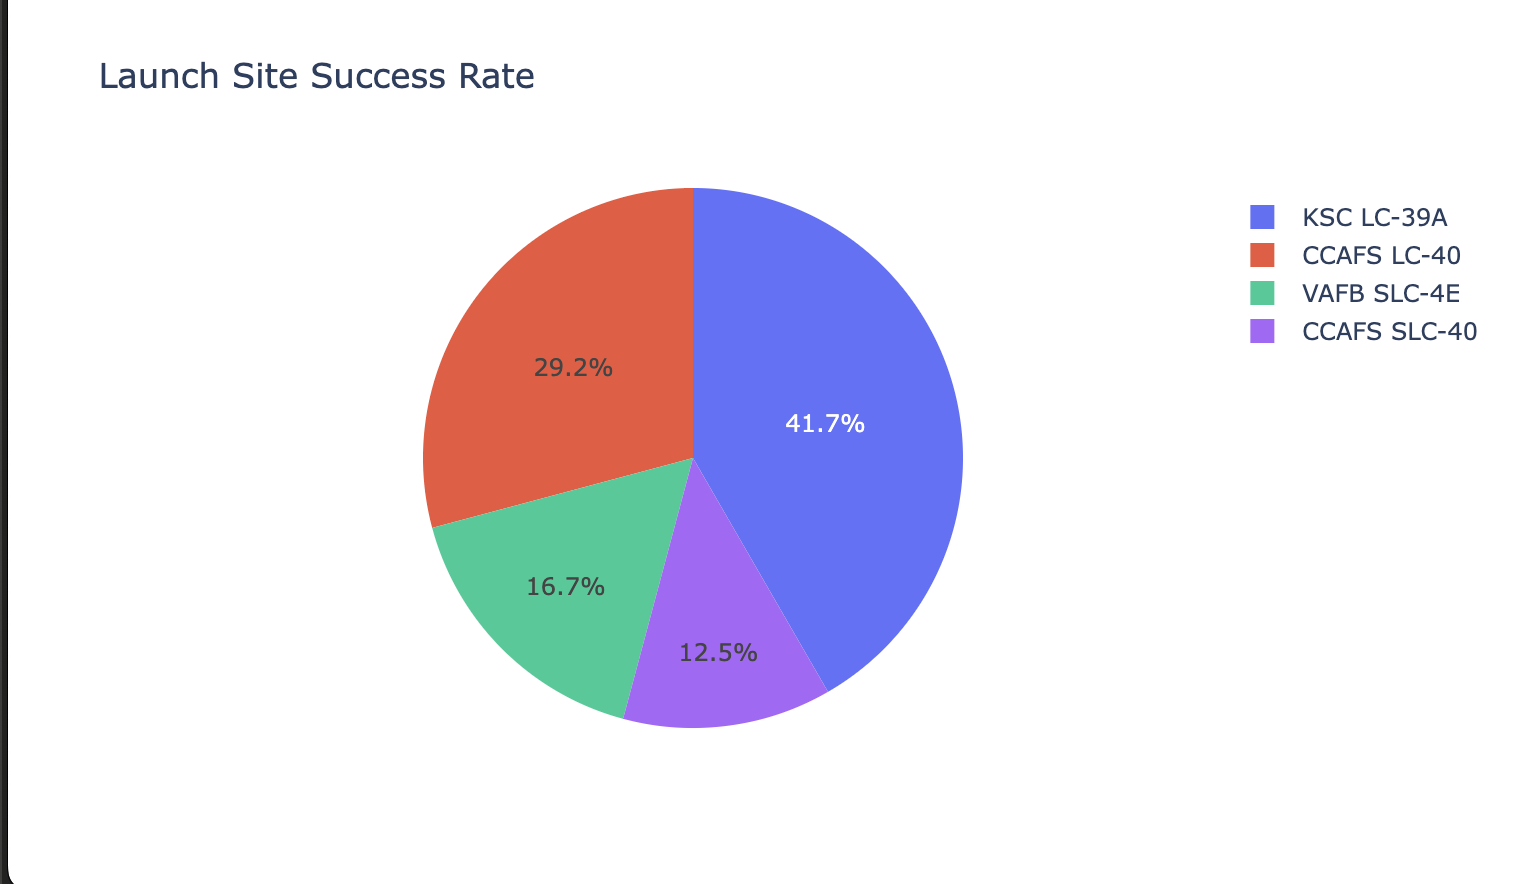 Launch Site Success Rate
KSC LC-39A
CCAFS LC-40
VAFB SLC-4E
CCAFS SLC-40
29.2%
41.7%
16.7%
12.5%